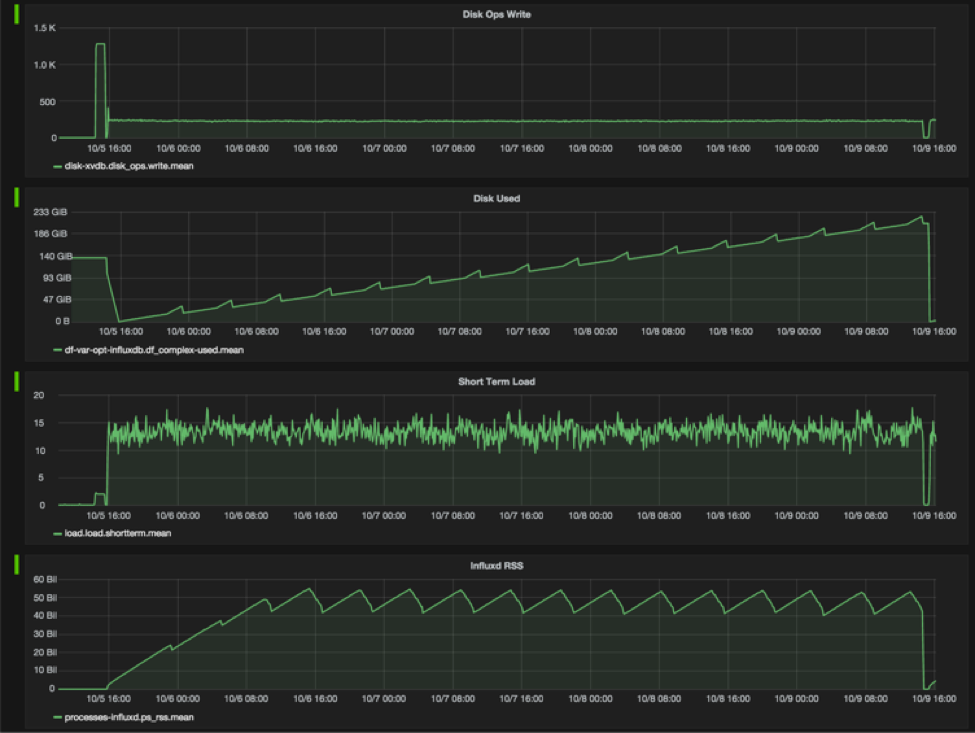 Disk Ops Write
1.5 K
1.0 K
500
0
10/5 16:00 10/6 00:00 10/6 08:00 10/6 16:00 10/7 00:00 10/7 08:00 10/7 16:00 10/8 00:00 10/8 08:00 10/8 16:00 10/9 00:00 10/9 08:00 10/9 16:00
disk-xvdb.disk_ops.write.mean
Disk Used
233 GiB
186 GiB
140 GiB
93 GiB
47 GiB
0 B
10/5 16:00 10/6 00:00 10/6 08:00 10/6 16:00 10/7 00:00 10/7 08:00 10/7 16:00 10/8 00:00 10/8 08:00 10/8 16:00 10/9 00:00 10/9 08:00 10/9 16:00
df-var-opt-influxdb.df_complex-used.mean
Short Term Load
20
15
10
5
0
10/5 16:00 10/6 00:00 10/6 08:00 10/6 16:00 10/7 00:00 10/7 08:00 10/7 16:00 10/8 00:00 10/8 08:00 10/8 16:00 10/9 00:00 10/9 08:00 10/9 16:00
load.load.shortterm.mean
Influxd RSS
60 Bil
50 Bil
40 Bil
30 Bil
20 Bil
10 Bil
0
10/5 16:00 10/6 00:00 10/6 08:00 10/6 16:00 10/7 00:00 10/7 08:00 10/7 16:00 10/8 00:00 10/8 08:00 10/8 16:00 10/9 00:00 10/9 08:00 10/9 16:00
processes-influxd.ps_rss.mean